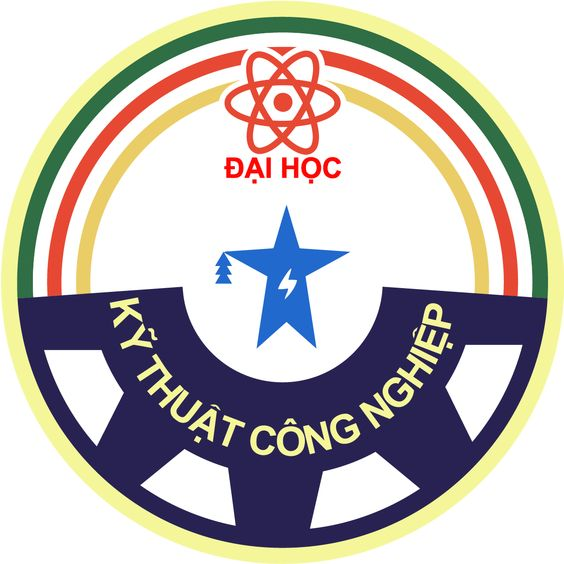 ĐẠI HỌC
KỸ THUẬT CÔNG NGHIỆP